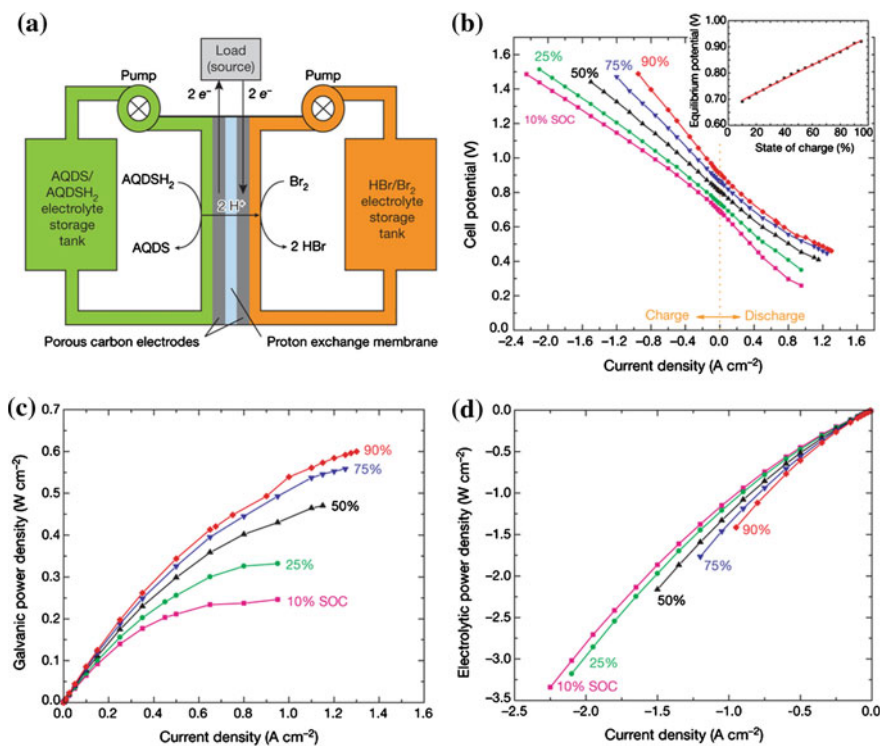 (a)
Load
(source)
Pump
Pump
2 e⁻
2 e⁻
AQDS/
AQDSH₂
electrolyte
storage
tank
AQDSH₂
Br₂
HBr/Br₂
electrolyte
storage
tank
2 H⁺
AQDS
2 HBr
Porous carbon electrodes
Proton exchange membrane
(b)
Cell potential (V)
1.6
1.4
1.2
1.0
0.8
0.6
0.4
0.2
0.0
25%
75%
90%
50%
10% SOC
Equilibrium potential (V)
1.00
0.90
0.80
0.70
0.60
0 20 40 60 80 100
State of charge (%)
Charge
Discharge
−2.4 −2.0 −1.6 −1.2 −0.8 −0.4 0.0 0.4 0.8 1.2 1.6
Current density (A cm⁻²)
(c)
Galvanic power density (W cm⁻²)
0.7
0.6
0.5
0.4
0.3
0.2
0.1
0.0
90%
75%
50%
25%
10% SOC
0.0 0.2 0.4 0.6 0.8 1.0 1.2 1.4 1.6
Current density (A cm⁻²)
(d)
Electrolytic power density (W cm⁻²)
0.0
−0.5
−1.0
−1.5
−2.0
−2.5
−3.0
−3.5
90%
75%
50%
25%
10% SOC
−2.5 −2.0 −1.5 −1.0 −0.5 0.0
Current density (A cm⁻²)